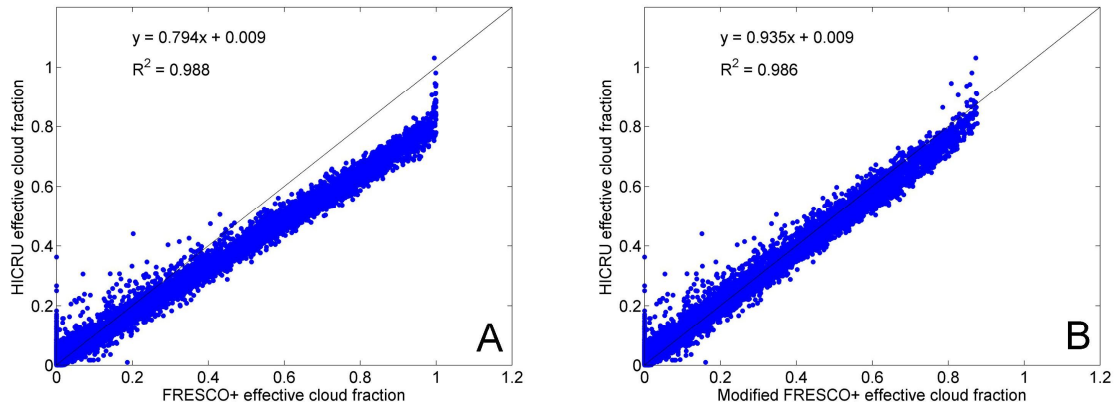 y = 0.794x + 0.009
R² = 0.988
HICRU effective cloud fraction
1
0.8
0.6
0.4
0.2
0
0 0.2 0.4 0.6 0.8 1 1.2
FRESCO+ effective cloud fraction
A
y = 0.935x + 0.009
R² = 0.986
HICRU effective cloud fraction
1
0.8
0.6
0.4
0.2
0
0 0.2 0.4 0.6 0.8 1 1.2
Modified FRESCO+ effective cloud fraction
B